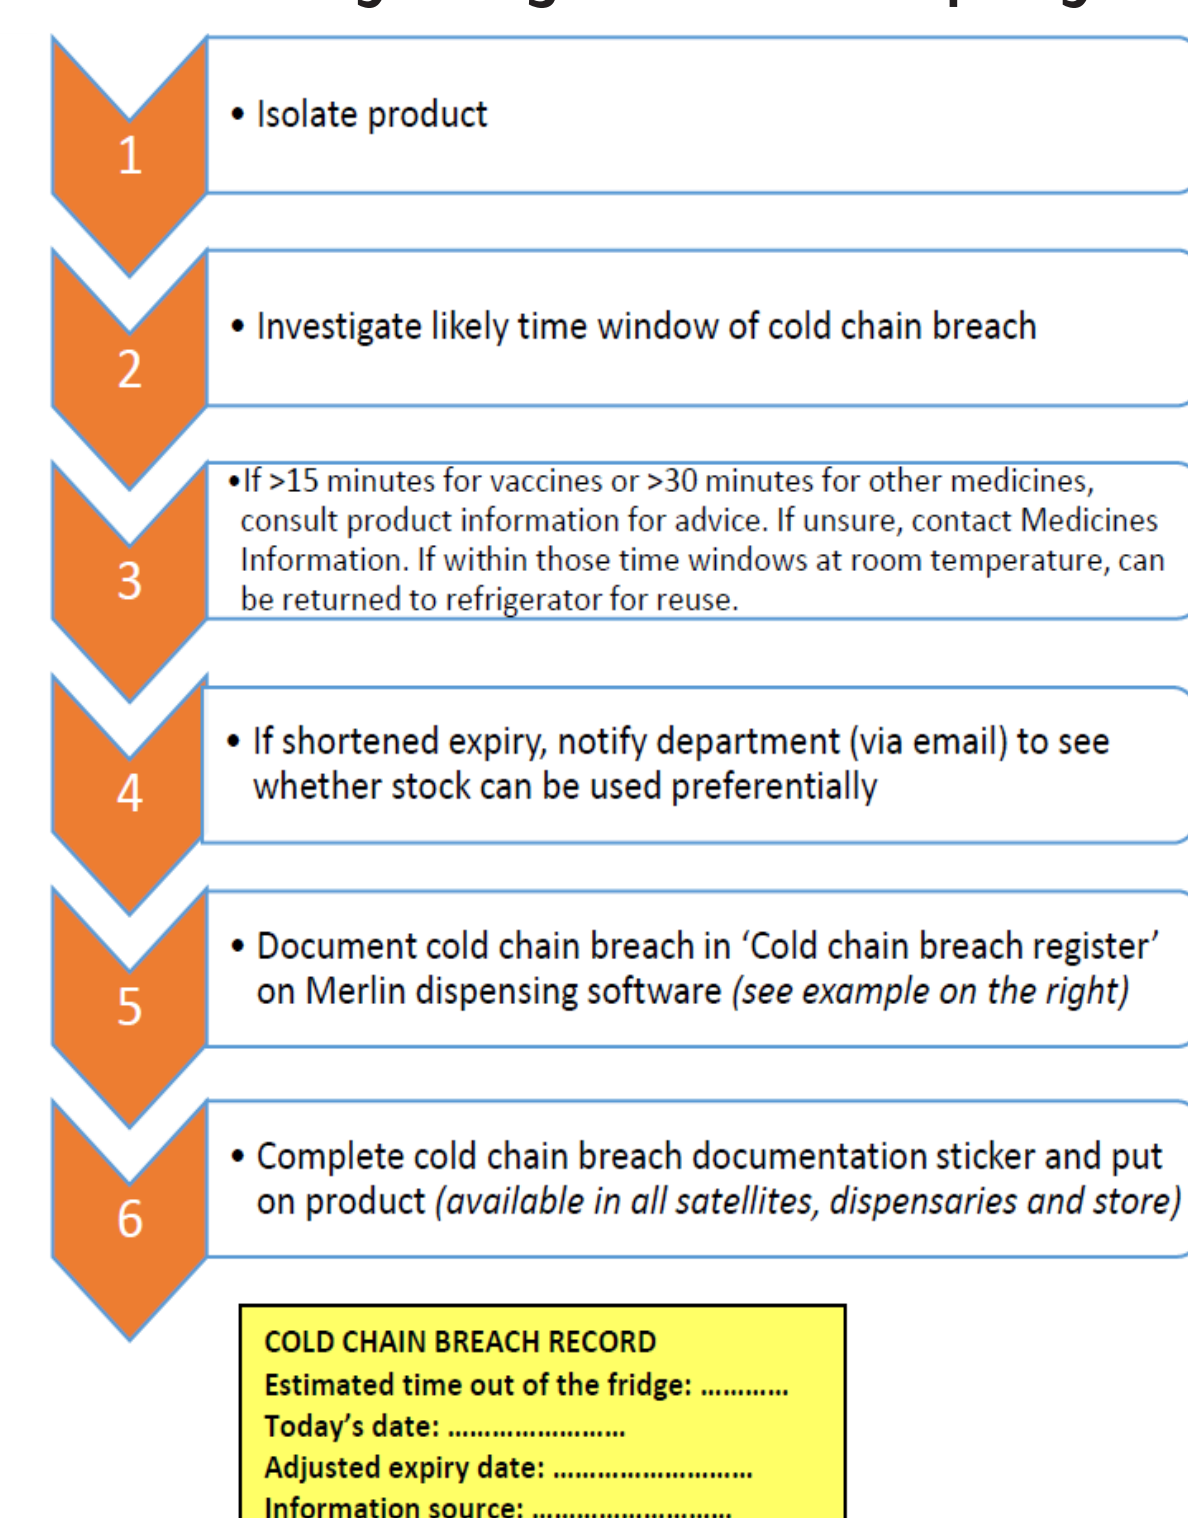 1
• Isolate product
2
• Investigate likely time window of cold chain breach
3
•If >15 minutes for vaccines or >30 minutes for other medicines,
consult product information for advice. If unsure, contact Medicines
Information. If within those time windows at room temperature, can
be returned to refrigerator for reuse.
4
• If shortened expiry, notify department (via email) to see
whether stock can be used preferentially
5
• Document cold chain breach in ‘Cold chain breach register’
on Merlin dispensing software (see example on the right)
6
• Complete cold chain breach documentation sticker and put
on product (available in all satellites, dispensaries and store)
COLD CHAIN BREACH RECORD
Estimated time out of the fridge: ............
Today’s date: ........................
Adjusted expiry date: ...........................
Information source: ...........................